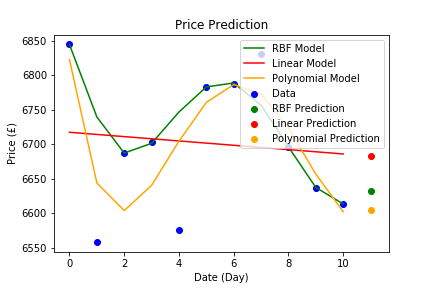 Price Prediction
6850
6800
6750
6700
6650
6600
6550
Price (£)
0
2
4
6
8
10
Date (Day)
RBF Model
Linear Model
Polynomial Model
Data
RBF Prediction
Linear Prediction
Polynomial Prediction